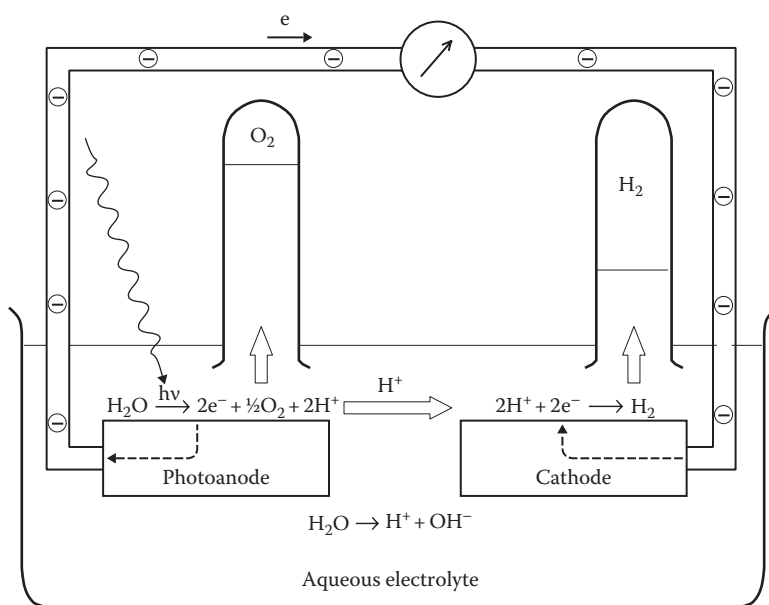 e
O₂
H₂
hν
H₂O → 2e⁻ + ½O₂ + 2H⁺
H⁺
2H⁺ + 2e⁻ → H₂
Photoanode
Cathode
H₂O → H⁺ + OH⁻
Aqueous electrolyte